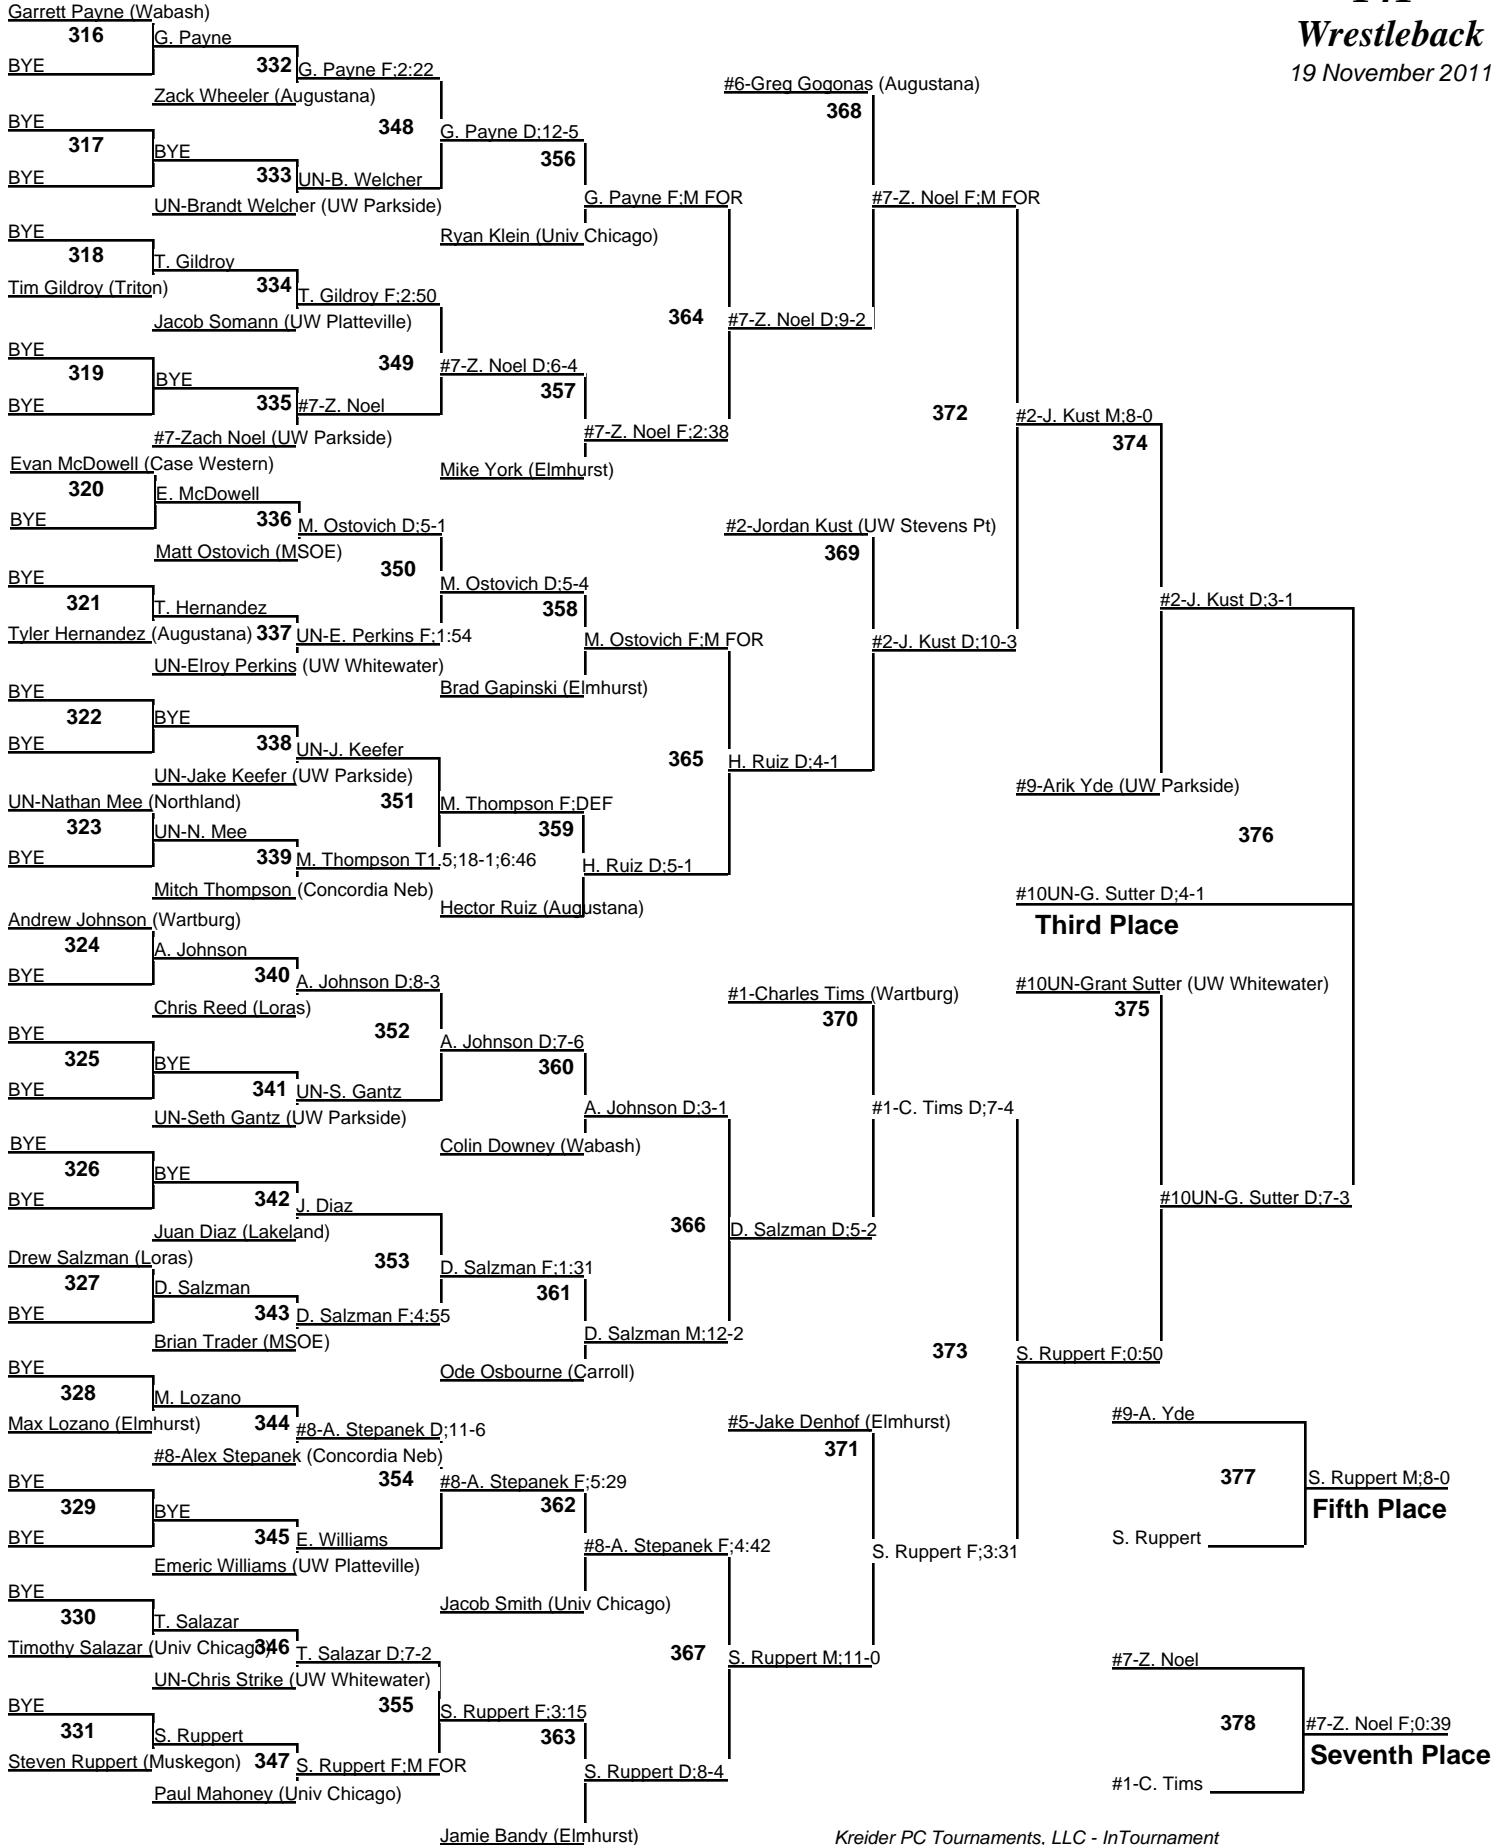 Wrestleback
19 November 2011
Garrett Payne (Wabash)
316
BYE
G. Payne
332
Zack Wheeler (Augustana)
G. Payne F;2:22
BYE
317
BYE
BYE
333
UN-Brandt Welcher (UW Parkside)
UN-B. Welcher
348
G. Payne D;12-5
356
Ryan Klein (Univ Chicago)
G. Payne F;M FOR
BYE
318
Tim Gildroy (Triton)
T. Gildroy
334
Jacob Somann (UW Platteville)
T. Gildroy F;2:50
BYE
319
BYE
BYE
335
#7-Zach Noel (UW Parkside)
#7-Z. Noel
349
#7-Z. Noel D;6-4
357
Mike York (Elmhurst)
#7-Z. Noel F;2:38
364
#7-Z. Noel D;9-2
#6-Greg Gogonas (Augustana)
368
#7-Z. Noel F;M FOR
Evan McDowell (Case Western)
320
BYE
E. McDowell
336
Matt Ostovich (MSOE)
M. Ostovich D;5-1
BYE
321
Tyler Hernandez (Augustana)
T. Hernandez
337
UN-Elroy Perkins (UW Whitewater)
UN-E. Perkins F;1:54
350
M. Ostovich D;5-4
358
Brad Gapinski (Elmhurst)
M. Ostovich F;M FOR
BYE
322
BYE
BYE
338
UN-Jake Keefer (UW Parkside)
UN-J. Keefer
UN-Nathan Mee (Northland)
323
BYE
UN-N. Mee
339
Mitch Thompson (Concordia Neb)
M. Thompson T1.5;18-1;6:46
351
M. Thompson F;DEF
359
Hector Ruiz (Augustana)
H. Ruiz D;5-1
365
H. Ruiz D;4-1
#2-Jordan Kust (UW Stevens Pt)
369
#2-J. Kust D;10-3
372
#2-J. Kust M;8-0
374
#9-Arik Yde (UW Parkside)
#2-J. Kust D;3-1
376
#10UN-G. Sutter D;4-1
Third Place
Andrew Johnson (Wartburg)
324
BYE
A. Johnson
340
Chris Reed (Loras)
A. Johnson D;8-3
BYE
325
BYE
BYE
341
UN-Seth Gantz (UW Parkside)
UN-S. Gantz
352
A. Johnson D;7-6
360
Colin Downey (Wabash)
A. Johnson D;3-1
BYE
326
BYE
BYE
342
Juan Diaz (Lakeland)
J. Diaz
Drew Salzman (Loras)
327
BYE
D. Salzman
343
Brian Trader (MSOE)
D. Salzman F;4:55
353
D. Salzman F;1:31
361
Ode Osbourne (Carroll)
D. Salzman M;12-2
366
D. Salzman D;5-2
#1-Charles Tims (Wartburg)
370
#1-C. Tims D;7-4
BYE
328
Max Lozano (Elmhurst)
M. Lozano
344
#8-Alex Stepanek (Concordia Neb)
#8-A. Stepanek D;11-6
BYE
329
BYE
BYE
345
Emeric Williams (UW Platteville)
E. Williams
354
#8-A. Stepanek F;5:29
362
Jacob Smith (Univ Chicago)
#8-A. Stepanek F;4:42
BYE
330
Timothy Salazar (Univ Chicago)
T. Salazar
346
UN-Chris Strike (UW Whitewater)
T. Salazar D;7-2
BYE
331
Steven Ruppert (Muskegon)
S. Ruppert
347
Paul Mahoney (Univ Chicago)
S. Ruppert F;M FOR
355
S. Ruppert F;3:15
363
Jamie Bandy (Elmhurst)
S. Ruppert D;8-4
367
S. Ruppert M;11-0
#5-Jake Denhof (Elmhurst)
371
S. Ruppert F;3:31
373
S. Ruppert F;0:50
#10UN-Grant Sutter (UW Whitewater)
375
#10UN-G. Sutter D;7-3
#9-A. Yde
377
S. Ruppert
S. Ruppert M;8-0
Fifth Place
#7-Z. Noel
378
#1-C. Tims
#7-Z. Noel F;0:39
Seventh Place
Kreider PC Tournaments, LLC - InTournament